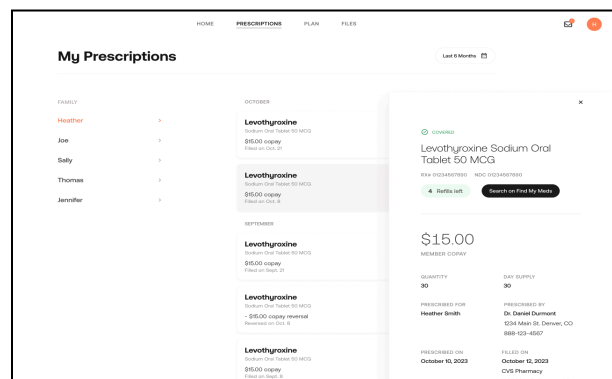 HOME PRESCRIPTIONS PLAN FILES
H
My Prescriptions
Last 6 Months
FAMILY
Heather
Joe
Sally
Thomas
Jennifer
OCTOBER
Levothyroxine
Sodium Oral Tablet 50 MCG
$15.00 copay
Filled on Oct. 21
Levothyroxine
Sodium Oral Tablet 50 MCG
$15.00 copay
Filled on Oct. 8
SEPTEMBER
Levothyroxine
Sodium Oral Tablet 50 MCG
$15.00 copay
Filled on Sept. 21
Levothyroxine
Sodium Oral Tablet 50 MCG
- $15.00 copay reversal
Reversed on Oct. 8
Levothyroxine
Sodium Oral Tablet 50 MCG
$15.00 copay
Filled on Sept. 8
COVERED
Levothyroxine Sodium Oral
Tablet 50 MCG
RX# 01234567890 NDC 01234567890
4 Refills left
Search on Find My Meds
$15.00
MEMBER COPAY
QUANTITY
30
DAY SUPPLY
30
PRESCRIBED FOR
Heather Smith
PRESCRIBED BY
Dr. Daniel Durmont
1234 Main St. Denver, CO
888-123-4567
PRESCRIBED ON
October 10, 2023
FILLED ON
October 12, 2023
CVS Pharmacy